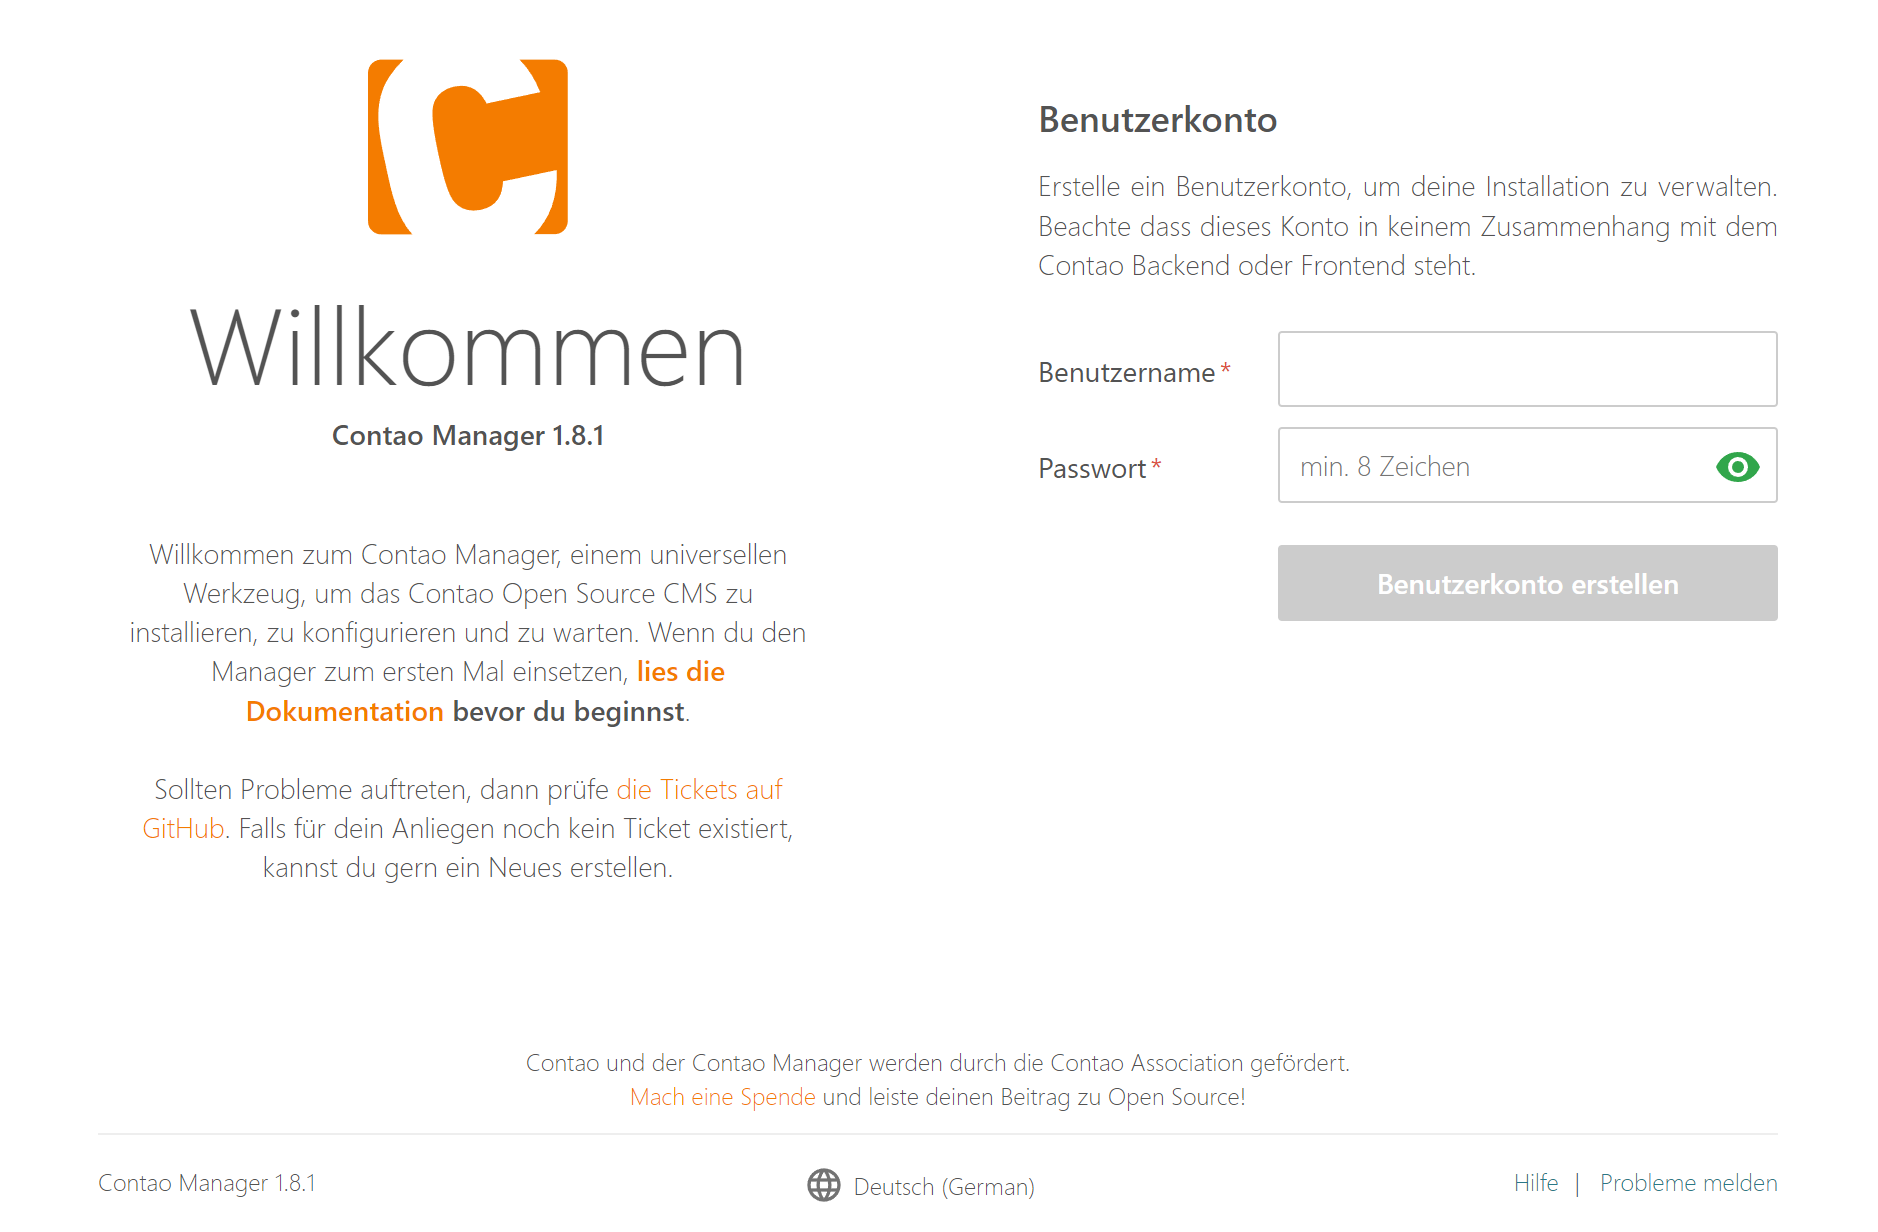 Willkommen
Contao Manager 1.8.1
Willkommen zum Contao Manager, einem universellen
Werkzeug, um das Contao Open Source CMS zu
installieren, zu konfigurieren und zu warten. Wenn du den
Manager zum ersten Mal einsetzen, lies die
Dokumentation bevor du beginnst.
Sollten Probleme auftreten, dann prüfe die Tickets auf
GitHub. Falls für dein Anliegen noch kein Ticket existiert,
kannst du gern ein Neues erstellen.
Benutzerkonto
Erstelle ein Benutzerkonto, um deine Installation zu verwalten.
Beachte dass dieses Konto in keinem Zusammenhang mit dem
Contao Backend oder Frontend steht.
Benutzername *
Passwort * min. 8 Zeichen
Benutzerkonto erstellen
Contao und der Contao Manager werden durch die Contao Association gefördert.
Mach eine Spende und leiste deinen Beitrag zu Open Source!
Contao Manager 1.8.1 Deutsch (German) Hilfe | Probleme melden